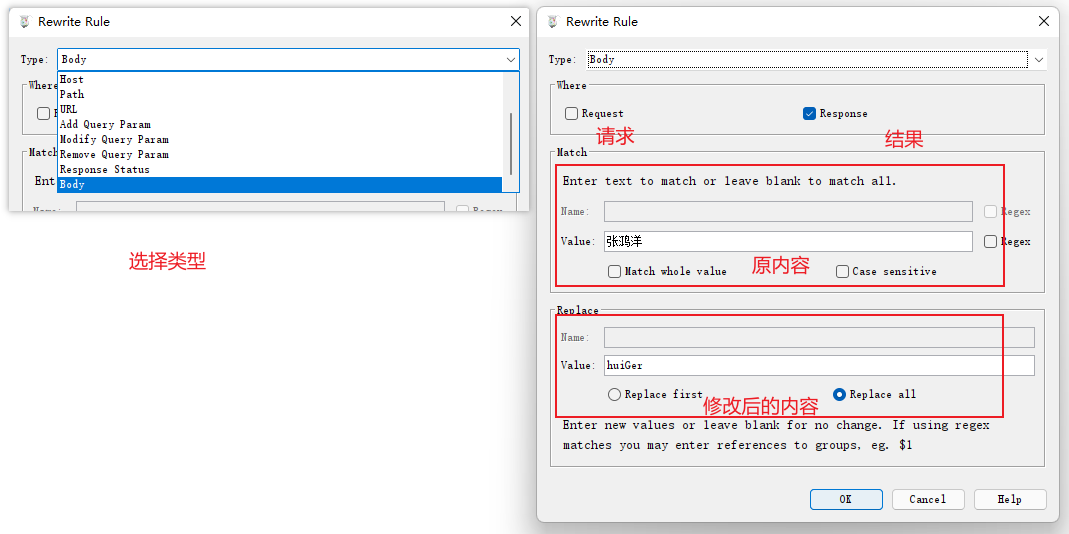 Rewrite Rule
Type: Body
Host
Where
Path
URL
Add Query Param
Modify Query Param
Remove Query Param
Match
Response Status
Ent
Body
选择类型
Rewrite Rule
Type: Body
Where
Request
Response
请求
结果
Match
Enter text to match or leave blank to match all.
Name:
Regex
Value: 张鸿洋
Regex
Match whole value
原内容
Case sensitive
Replace
Name:
Value: huiGer
Replace first
Replace all
修改后的内容
Enter new values or leave blank for no change. If using regex
matches you may enter references to groups, eg. $1
OK
Cancel
Help